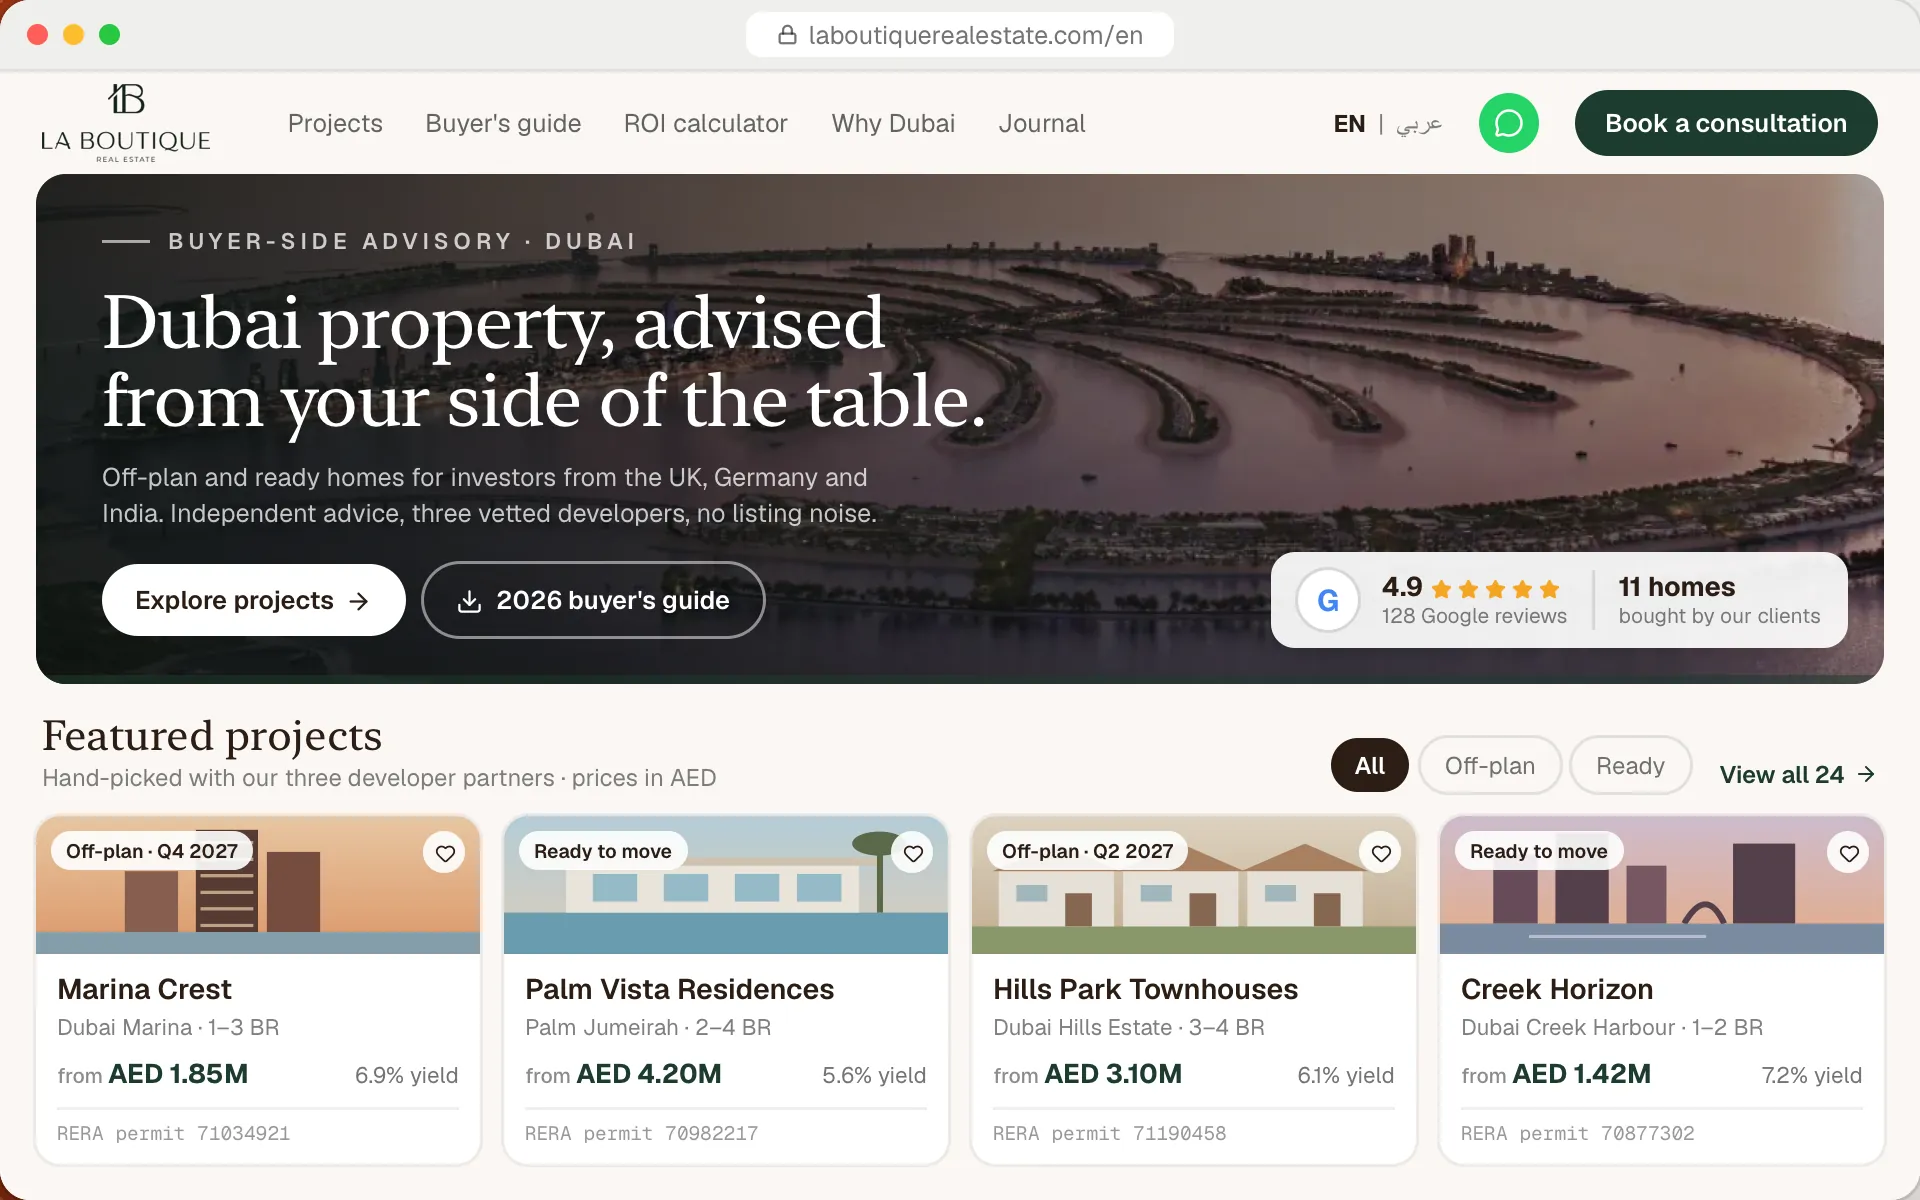 laboutiquerealestate.com/en
LA BOUTIQUE
REAL ESTATE
Projects
Buyer's guide
ROI calculator
Why Dubai
Journal
EN | عربي
Book a consultation
BUYER-SIDE ADVISORY · DUBAI
Dubai property, advised
from your side of the table.
Off-plan and ready homes for investors from the UK, Germany and
India. Independent advice, three vetted developers, no listing noise.
Explore projects →
2026 buyer's guide
G
4.9
128 Google reviews
11 homes
bought by our clients
Featured projects
Hand-picked with our three developer partners · prices in AED
All
Off-plan
Ready
View all 24 →
Off-plan · Q4 2027
Marina Crest
Dubai Marina · 1–3 BR
from AED 1.85M
6.9% yield
RERA permit 71034921
Ready to move
Palm Vista Residences
Palm Jumeirah · 2–4 BR
from AED 4.20M
5.6% yield
RERA permit 70982217
Off-plan · Q2 2027
Hills Park Townhouses
Dubai Hills Estate · 3–4 BR
from AED 3.10M
6.1% yield
RERA permit 71190458
Ready to move
Creek Horizon
Dubai Creek Harbour · 1–2 BR
from AED 1.42M
7.2% yield
RERA permit 70877302